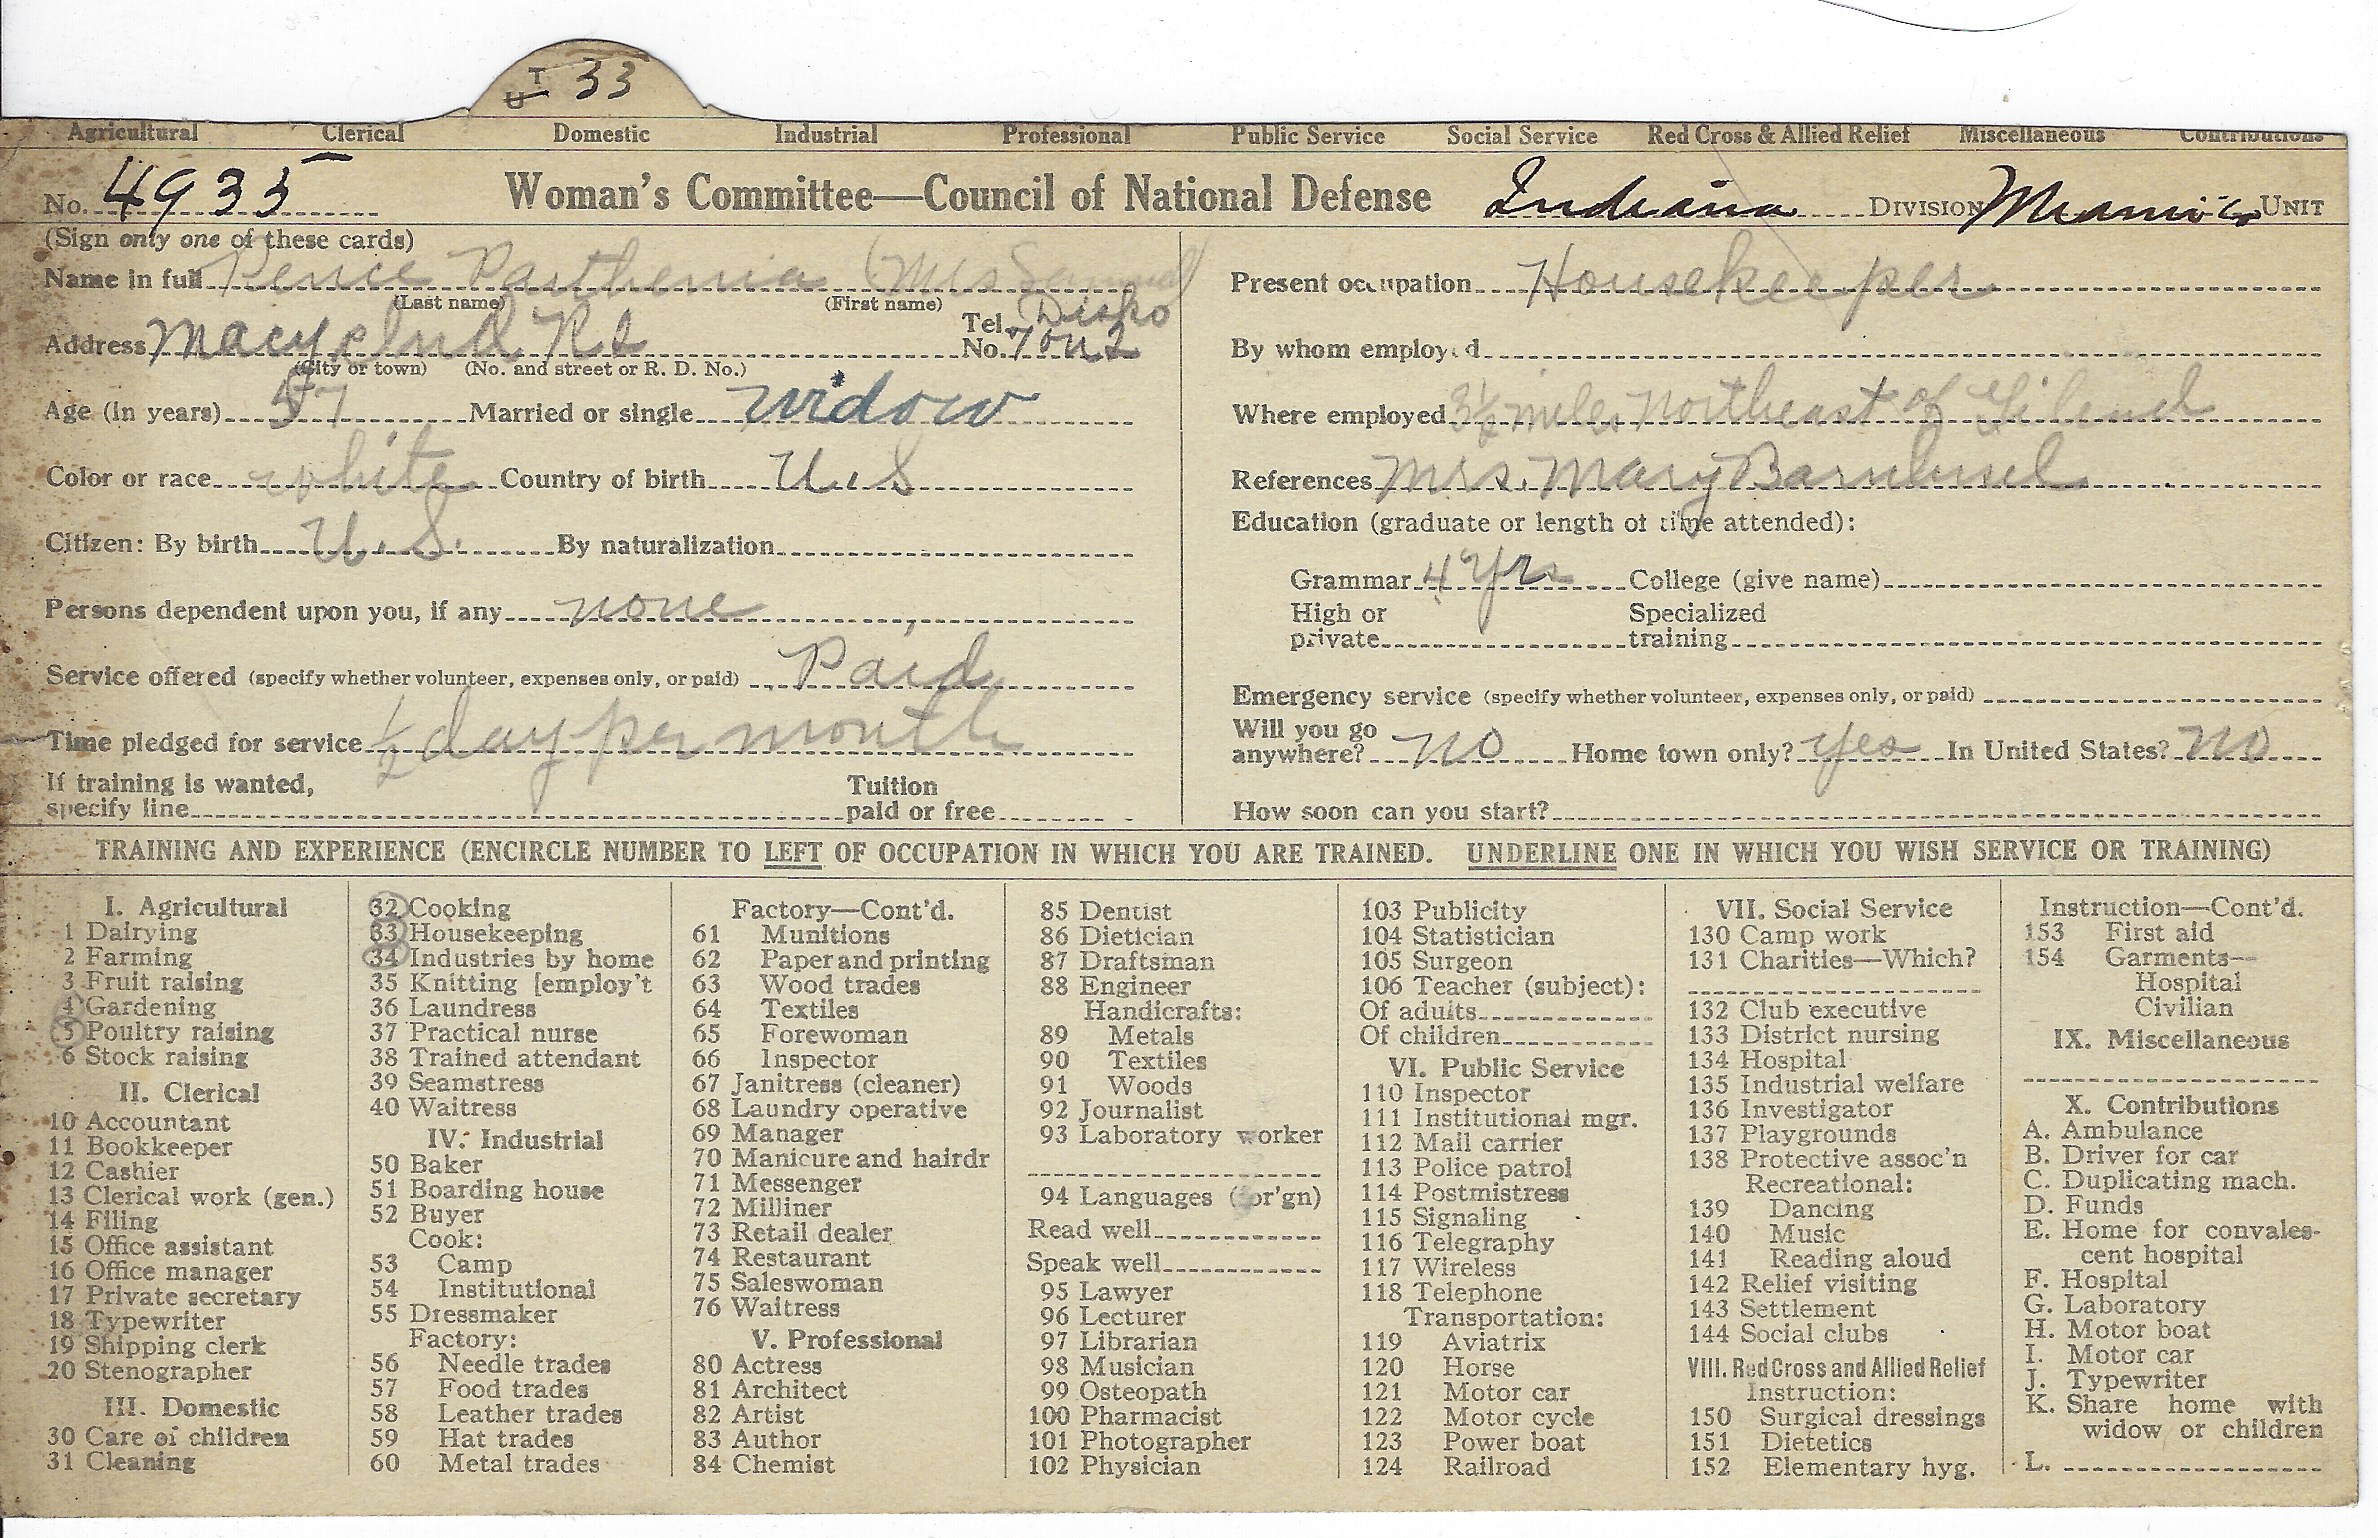 T
U 33
Agricultural Clerical Domestic Industrial Professional Public Service Social Service Red Cross & Allied Relief Miscellaneous Contributions
No. 4935 Woman's Committee—Council of National Defense Indiana DIVISION Miami Co UNIT
(Sign only one of these cards)
Name in full Pence Parthenia (Mrs Samuel
(Last name) (First name)
Address Macy Ind R2 Tel. No. Disko 7 on 2
(City or town) (No. and street or R. D. No.)
Age (in years) 57 Married or single widow
Color or race white Country of birth U.S
Citizen: By birth U.S. By naturalization
Persons dependent upon you, if any none
Service offered (specify whether volunteer, expenses only, or paid) Paid
Time pledged for service 1/2 day per month
If training is wanted, specify line Tuition paid or free
Present occupation Housekeeper
By whom employed
Where employed 3 1/2 miles Northeast of Gilead
References Mrs. Mary
Education (graduate or length of time attended):
Grammar 4 Yrs College (give name)
High or private Specialized training
Emergency service (specify whether volunteer, expenses only, or paid)
Will you go anywhere? no Home town only? yes In United States? no
How soon can you start?
TRAINING AND EXPERIENCE (ENCIRCLE NUMBER TO LEFT OF OCCUPATION IN WHICH YOU ARE TRAINED. UNDERLINE ONE IN WHICH YOU WISH SERVICE OR TRAINING)
I. Agricultural
1 Dairying
2 Farming
3 Fruit raising
4 Gardening
5 Poultry raising
6 Stock raising
II. Clerical
10 Accountant
11 Bookkeeper
12 Cashier
13 Clerical work (gen.)
14 Filing
15 Office assistant
16 Office manager
17 Private secretary
18 Typewriter
19 Shipping clerk
20 Stenographer
III. Domestic
30 Care of children
31 Cleaning
32 Cooking
33 Housekeeping
34 Industries by home
35 Knitting [employ't
36 Laundress
37 Practical nurse
38 Trained attendant
39 Seamstress
40 Waitress
IV. Industrial
50 Baker
51 Boarding house
52 Buyer
Cook:
53 Camp
54 Institutional
55 Dressmaker
Factory:
56 Needle trades
57 Food trades
58 Leather trades
59 Hat trades
60 Metal trades
Factory—Cont'd.
61 Munitions
62 Paper and printing
63 Wood trades
64 Textiles
65 Forewoman
66 Inspector
67 Janitress (cleaner)
68 Laundry operative
69 Manager
70 Manicure and hairdr
71 Messenger
72 Milliner
73 Retail dealer
74 Restaurant
75 Saleswoman
76 Waitress
V. Professional
80 Actress
81 Architect
82 Artist
83 Author
84 Chemist
85 Dentist
86 Dietician
87 Draftsman
88 Engineer
Handicrafts:
89 Metals
90 Textiles
91 Woods
92 Journalist
93 Laboratory worker
94 Languages (for'gn)
Read well
Speak well
95 Lawyer
96 Lecturer
97 Librarian
98 Musician
99 Osteopath
100 Pharmacist
101 Photographer
102 Physician
103 Publicity
104 Statistician
105 Surgeon
106 Teacher (subject):
Of adults
Of children
VI. Public Service
110 Inspector
111 Institutional mgr.
112 Mail carrier
113 Police patrol
114 Postmistress
115 Signaling
116 Telegraphy
117 Wireless
118 Telephone
Transportation:
119 Aviatrix
120 Horse
121 Motor car
122 Motor cycle
123 Power boat
124 Railroad
VII. Social Service
130 Camp work
131 Charities—Which?
132 Club executive
133 District nursing
134 Hospital
135 Industrial welfare
136 Investigator
137 Playgrounds
138 Protective assoc'n
Recreational:
139 Dancing
140 Music
141 Reading aloud
142 Relief visiting
143 Settlement
144 Social clubs
VIII. Red Cross and Allied Relief
Instruction:
150 Surgical dressings
151 Dietetics
152 Elementary hyg.
Instruction—Cont'd.
153 First aid
154 Garments—
Hospital
Civilian
IX. Miscellaneous
X. Contributions
A. Ambulance
B. Driver for car
C. Duplicating mach.
D. Funds
E. Home for convales-
cent hospital
F. Hospital
G. Laboratory
H. Motor boat
I. Motor car
J. Typewriter
K. Share home with
widow or children
L.